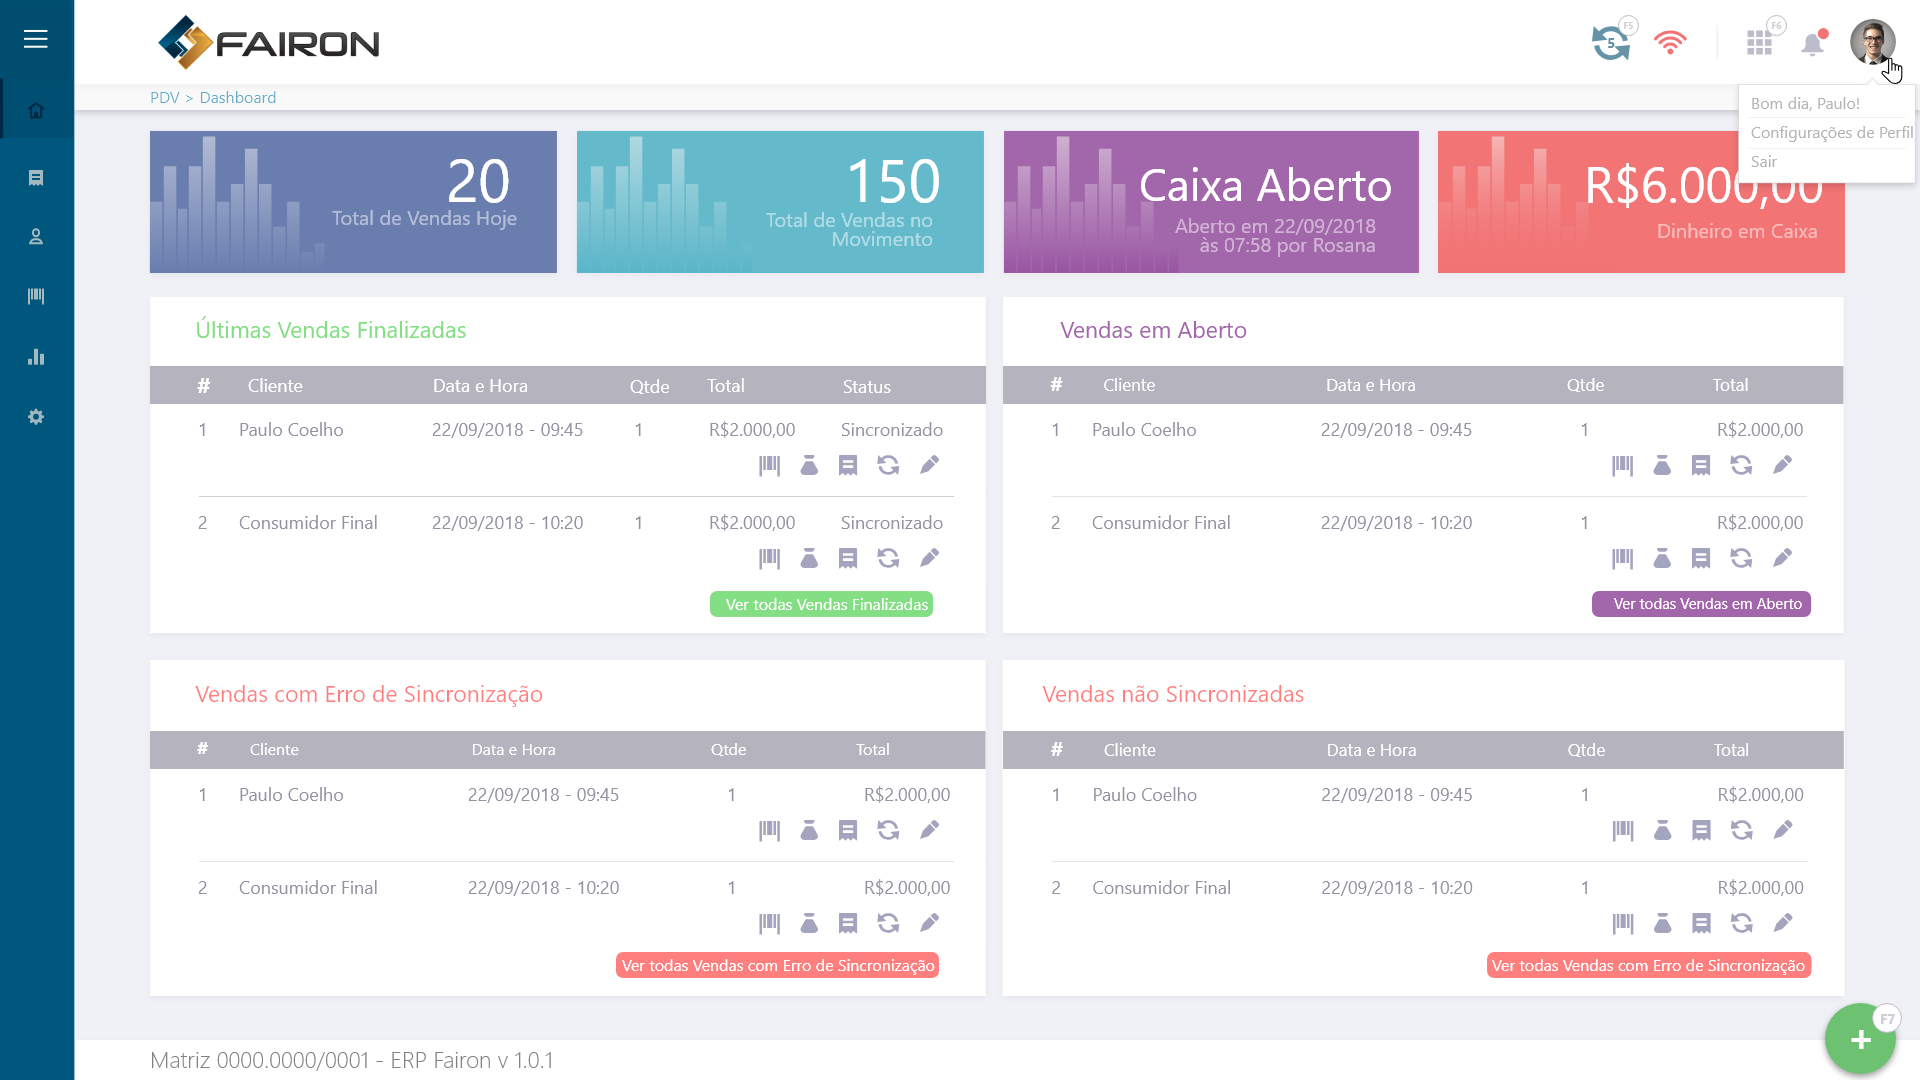 FAIRON
5
F5
F6
PDV > Dashboard
Bom dia, Paulo!
Configurações de Perfil
Sair
20
Total de Vendas Hoje
150
Total de Vendas no
Movimento
Caixa Aberto
Aberto em 22/09/2018
às 07:58 por Rosana
R$6.000,00
Dinheiro em Caixa
Últimas Vendas Finalizadas
# Cliente Data e Hora Qtde Total Status
1 Paulo Coelho 22/09/2018 - 09:45 1 R$2.000,00 Sincronizado
2 Consumidor Final 22/09/2018 - 10:20 1 R$2.000,00 Sincronizado
Ver todas Vendas Finalizadas
Vendas em Aberto
# Cliente Data e Hora Qtde Total
1 Paulo Coelho 22/09/2018 - 09:45 1 R$2.000,00
2 Consumidor Final 22/09/2018 - 10:20 1 R$2.000,00
Ver todas Vendas em Aberto
Vendas com Erro de Sincronização
# Cliente Data e Hora Qtde Total
1 Paulo Coelho 22/09/2018 - 09:45 1 R$2.000,00
2 Consumidor Final 22/09/2018 - 10:20 1 R$2.000,00
Ver todas Vendas com Erro de Sincronização
Vendas não Sincronizadas
# Cliente Data e Hora Qtde Total
1 Paulo Coelho 22/09/2018 - 09:45 1 R$2.000,00
2 Consumidor Final 22/09/2018 - 10:20 1 R$2.000,00
Ver todas Vendas com Erro de Sincronização
F7
+
Matriz 0000.0000/0001 - ERP Fairon v 1.0.1